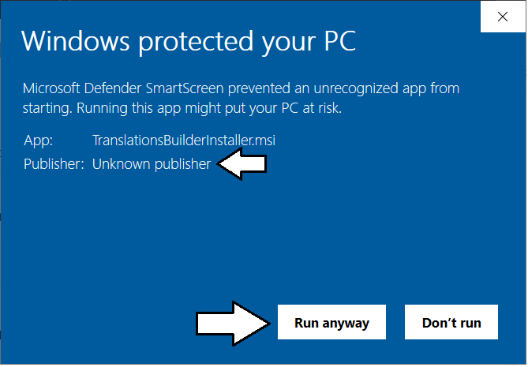 Windows protected your PC
Microsoft Defender SmartScreen prevented an unrecognized app from
starting. Running this app might put your PC at risk.
App: TranslationsBuilderInstaller.msi
Publisher: Unknown publisher
Run anyway Don't run